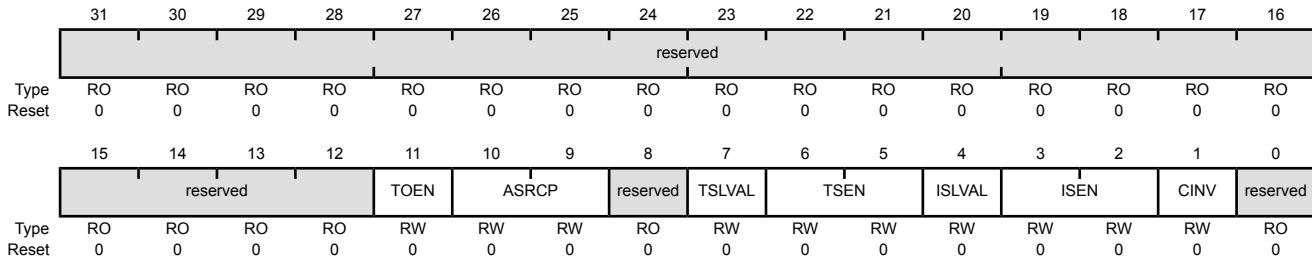 31 30 29 28 27 26 25 24 23 22 21 20 19 18 17 16
reserved
Type RO RO RO RO RO RO RO RO RO RO RO RO RO RO RO RO
Reset 0 0 0 0 0 0 0 0 0 0 0 0 0 0 0 0
15 14 13 12 11 10 9 8 7 6 5 4 3 2 1 0
reserved TOEN ASRCP reserved TSLVAL TSEN ISLVAL ISEN CINV reserved
Type RO RO RO RO RW RW RW RO RW RW RW RW RW RW RW RO
Reset 0 0 0 0 0 0 0 0 0 0 0 0 0 0 0 0